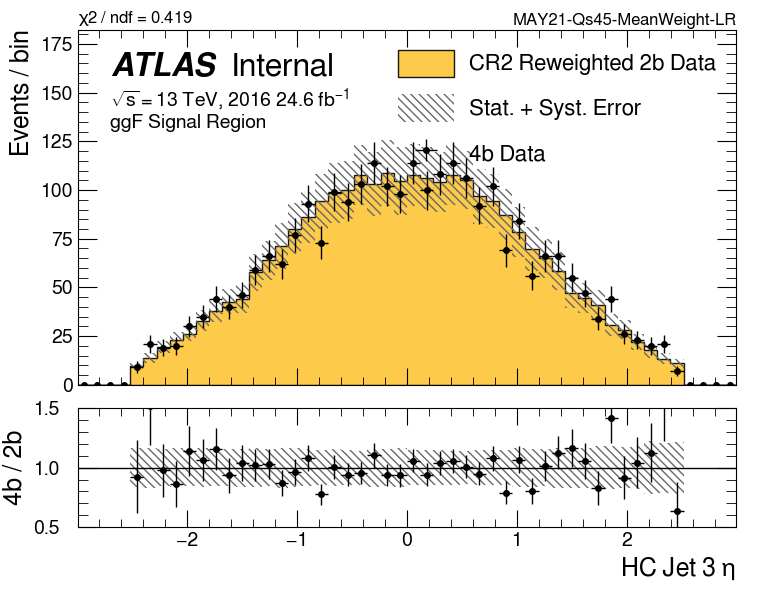 χ2 / ndf = 0.419
MAY21-Qs45-MeanWeight-LR
ATLAS Internal
√s = 13 TeV, 2016 24.6 fb−1
ggF Signal Region
CR2 Reweighted 2b Data
Stat. + Syst. Error
4b Data
Events / bin
175
150
125
100
75
50
25
0
4b / 2b
1.5
1.0
0.5
−2
−1
0
1
2
HC Jet 3 η